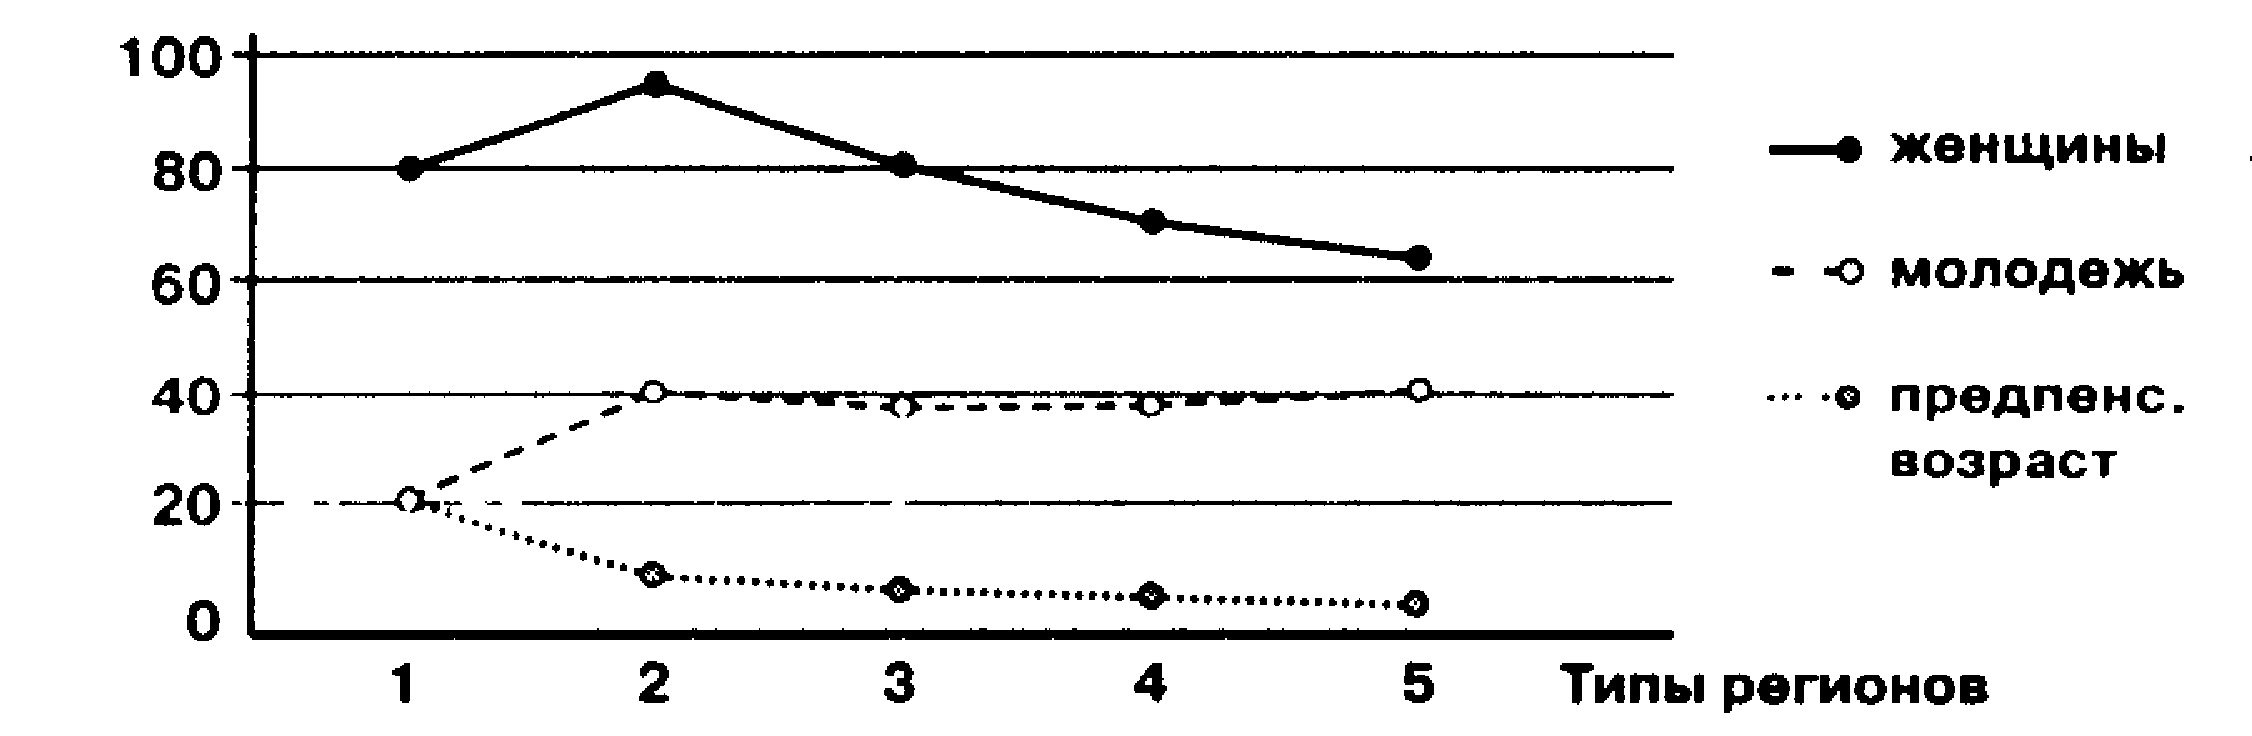 100
80
60
40
20
0
1 2 3 4 5 Типы регионов
женщины
молодежь
предпенс.
возраст